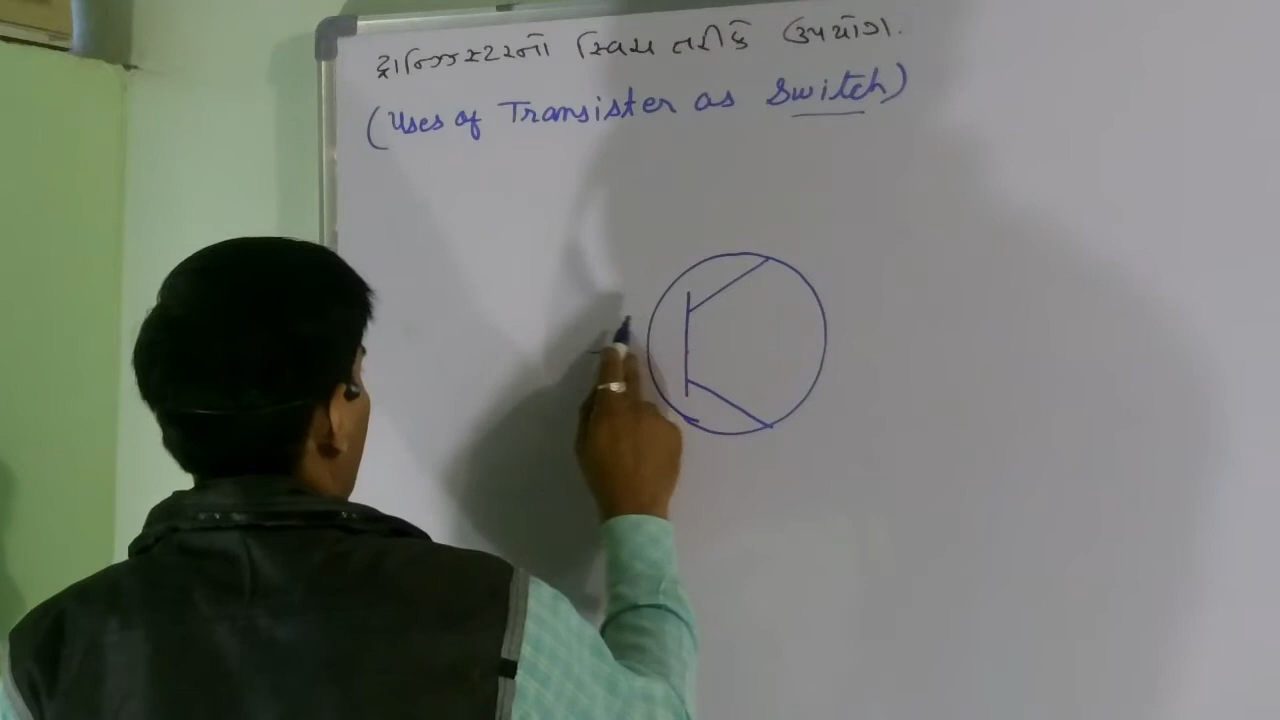 ટ્રાન્ઝિસ્ટરનો સ્વિચ તરીકે ઉપયોગ.
(Uses of Transister as Switch)